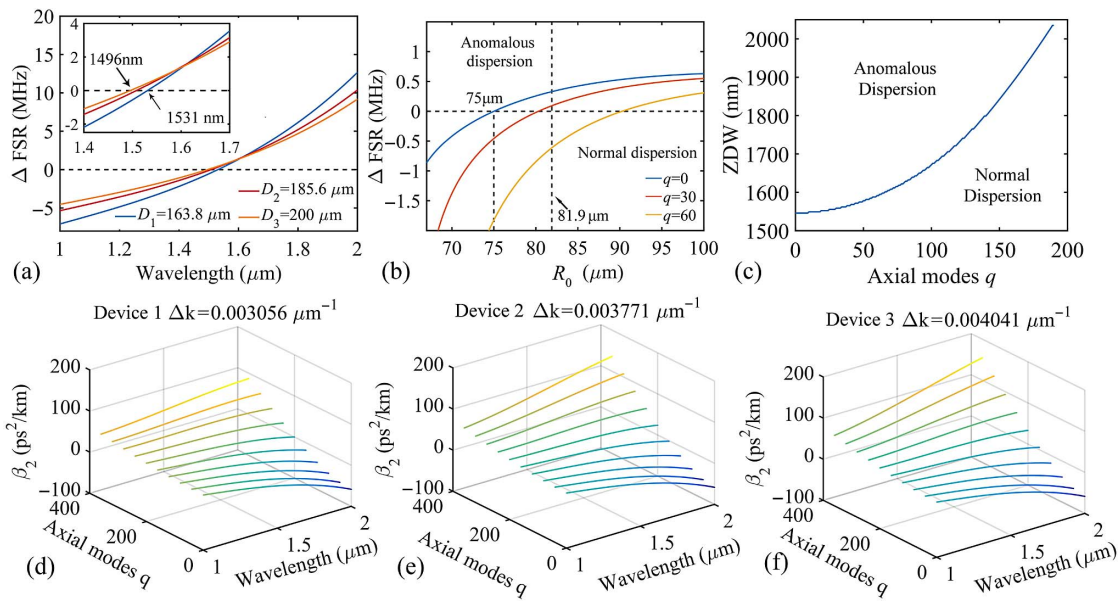 20
15
10
5
0
−5
Δ FSR (MHz)
4
2
0
-2
1.4 1.5 1.6 1.7
1496nm
1531 nm
D2=185.6 μm
D1=163.8 μm
D3=200 μm
1 1.2 1.4 1.6 1.8 2
Wavelength (μm)
(a)
1
0.5
0
−0.5
−1
−1.5
Δ FSR (MHz)
Anomalous
dispersion
75μm
Normal dispersion
q=0
q=30
q=60
81.9 μm
70 75 80 85 90 95 100
R0 (μm)
(b)
2000
1900
1800
1700
1600
1500
ZDW (nm)
Anomalous
Dispersion
Normal
Dispersion
0 50 100 150 200
Axial modes q
(c)
Device 1 Δk=0.003056 μm−1
200
100
0
−100
β2 (ps2/km)
400
200
0
Axial modes q
1
1.5
2
Wavelength (μm)
(d)
Device 2 Δk=0.003771 μm−1
200
100
0
−100
β2 (ps2/km)
400
200
0
Axial modes q
1
1.5
2
Wavelength (μm)
(e)
Device 3 Δk=0.004041 μm−1
200
100
0
−100
β2 (ps2/km)
400
200
0
Axial modes q
1
1.5
2
Wavelength (μm)
(f)